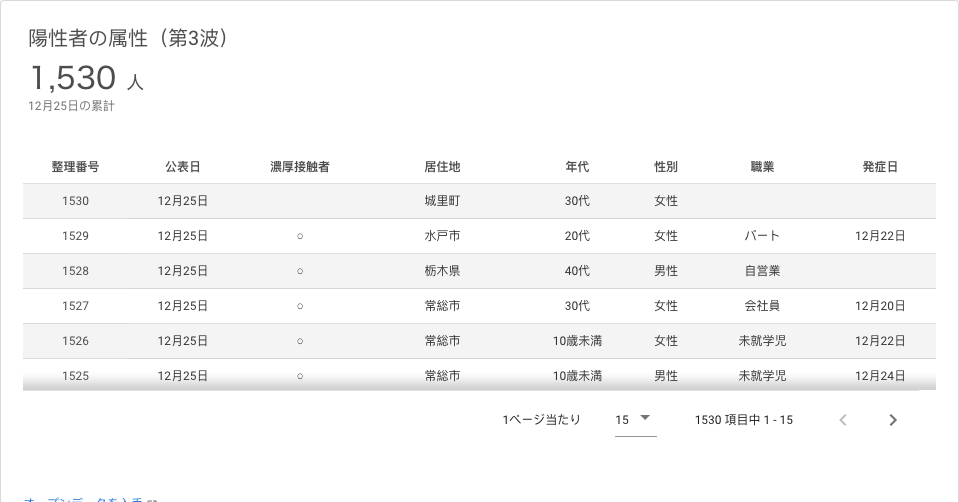 陽性者の属性（第3波）
1,530 人
12月25日の累計
整理番号 公表日 濃厚接触者 居住地 年代 性別 職業 発症日
1530 12月25日 城里町 30代 女性
1529 12月25日 ○ 水戸市 20代 女性 パート 12月22日
1528 12月25日 ○ 栃木県 40代 男性 自営業
1527 12月25日 ○ 常総市 30代 女性 会社員 12月20日
1526 12月25日 ○ 常総市 10歳未満 女性 未就学児 12月22日
1525 12月25日 ○ 常総市 10歳未満 男性 未就学児 12月24日
1ページ当たり 15 1530 項目中 1 - 15
オープンデータを入手